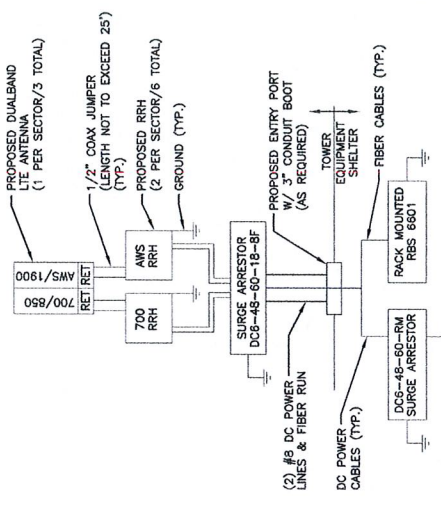 PROPOSED DUALBAND
LTE ANTENNA
(1 PER SECTOR/3 TOTAL)
700/850
AWS/1900
RET
RET
1/2" COAX JUMPER
(LENGTH NOT TO EXCEED 25')
(TYP.)
700
RRH
AWS
RRH
PROPOSED RRH
(2 PER SECTOR/6 TOTAL)
GROUND (TYP.)
SURGE ARRESTOR
DC6-48-60-18-8F
(2) #8 DC POWER
LINES & FIBER RUN
PROPOSED ENTRY PORT
W/ 3" CONDUIT BOOT
(AS REQUIRED)
TOWER
EQUIPMENT
SHELTER
DC POWER
CABLES (TYP.)
FIBER CABLES (TYP.)
DC6-48-60-RM
SURGE ARRESTOR
RACK MOUNTED
RBS 6601